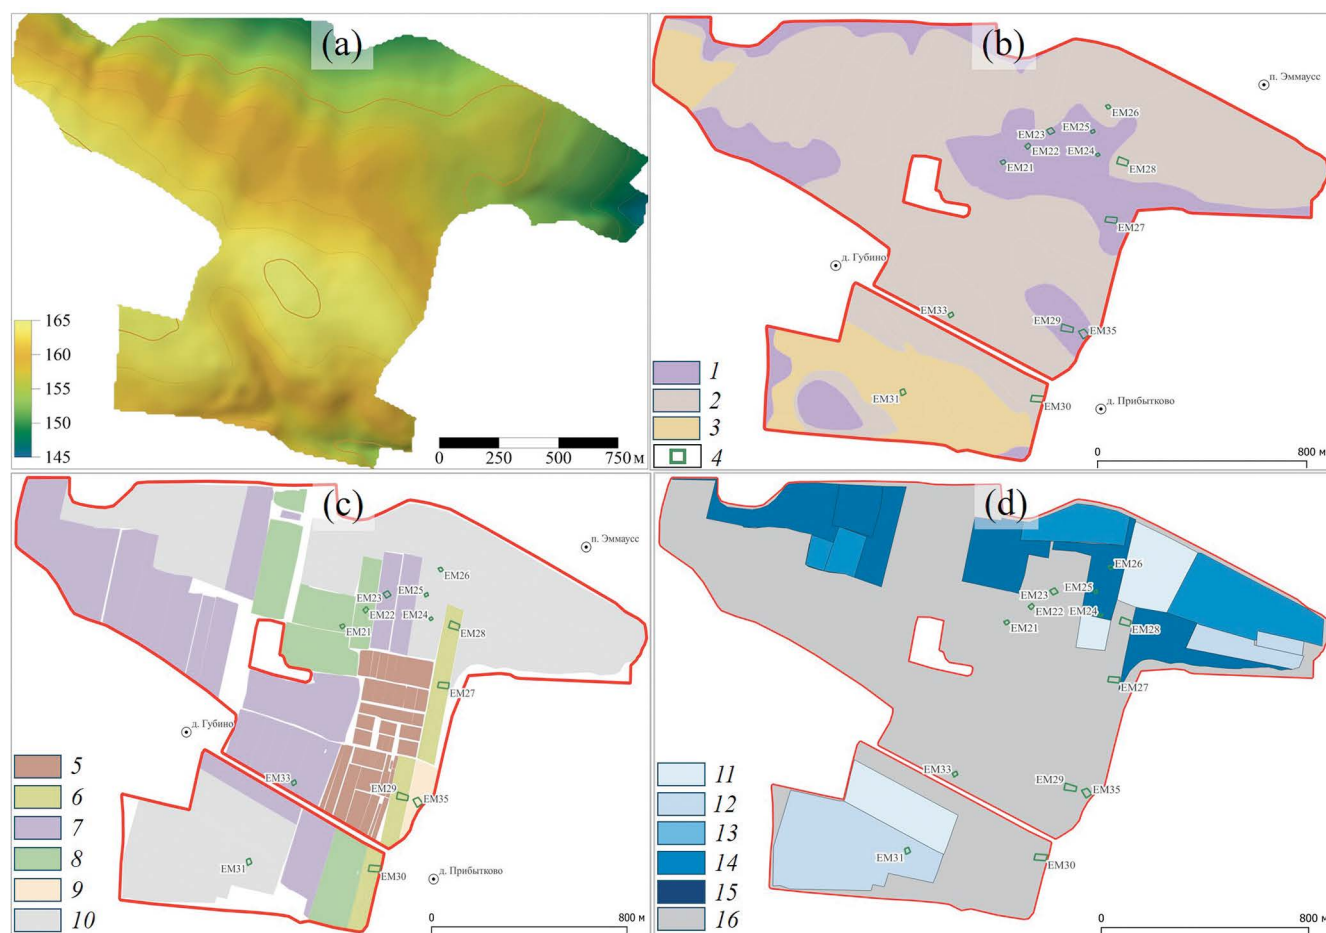 (a)
165
160
155
150
145
0 250 500 750 м
(b)
п. Эммаусс
EM26
EM23
EM25
EM22
EM24
EM21
EM28
EM27
д. Губино
EM33
EM29
EM35
EM31
EM30
д. Прибытково
1
2
3
4
0 800 м
(c)
п. Эммаусс
EM26
EM23
EM25
EM22
EM24
EM21
EM28
EM27
д. Губино
EM33
EM29
EM35
EM31
EM30
д. Прибытково
5
6
7
8
9
10
0 800 м
(d)
EM26
EM23
EM25
EM22
EM24
EM21
EM28
EM27
EM33
EM29
EM35
EM31
EM30
11
12
13
14
15
16
0 800 м